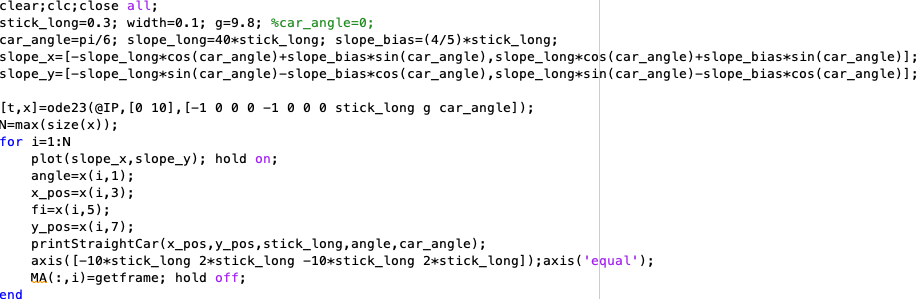 clear;clc;close all;
stick_long=0.3; width=0.1; g=9.8; %car_angle=0;
car_angle=pi/6; slope_long=40*stick_long; slope_bias=(4/5)*stick_long;
slope_x=[-slope_long*cos(car_angle)+slope_bias*sin(car_angle),slope_long*cos(car_angle)+slope_bias*sin(car_angle)];
slope_y=[-slope_long*sin(car_angle)-slope_bias*cos(car_angle),slope_long*sin(car_angle)-slope_bias*cos(car_angle)];
[t,x]=ode23(@IP,[0 10],[-1 0 0 0 -1 0 0 0 stick_long g car_angle]);
N=max(size(x));
for i=1:N
plot(slope_x,slope_y); hold on;
angle=x(i,1);
x_pos=x(i,3);
fi=x(i,5);
y_pos=x(i,7);
printStraightCar(x_pos,y_pos,stick_long,angle,car_angle);
axis([-10*stick_long 2*stick_long -10*stick_long 2*stick_long]);axis('equal');
MA(:,i)=getframe; hold off;
end